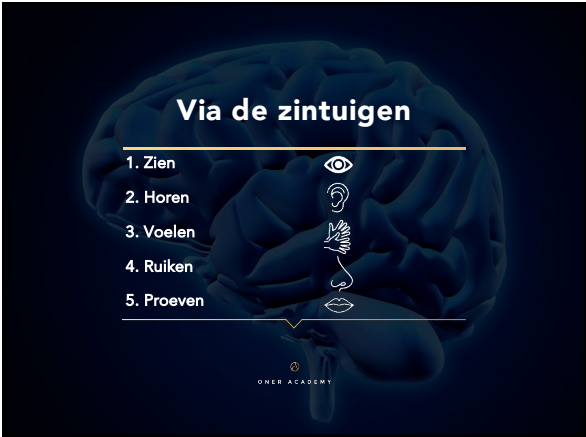 Via de zintuigen
1. Zien
2. Horen
3. Voelen
4. Ruiken
5. Proeven
ONER ACADEMY